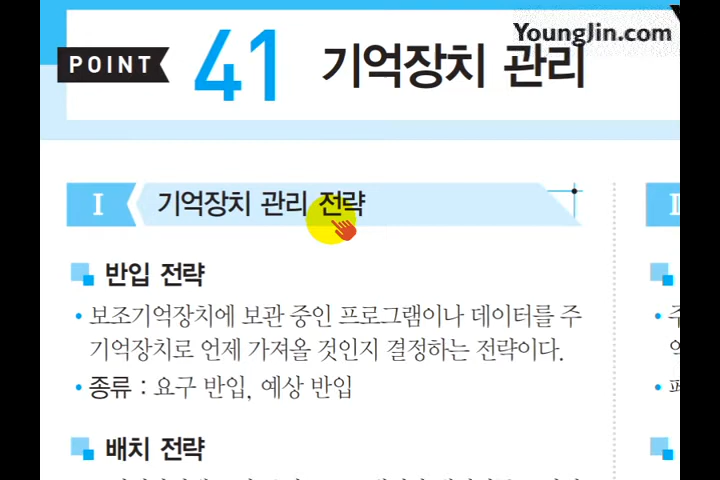 YoungJin.com
POINT 41 기억장치 관리
I 기억장치 관리 전략
반입 전략
• 보조기억장치에 보관 중인 프로그램이나 데이터를 주
기억장치로 언제 가져올 것인지 결정하는 전략이다.
• 종류 : 요구 반입, 예상 반입
배치 전략